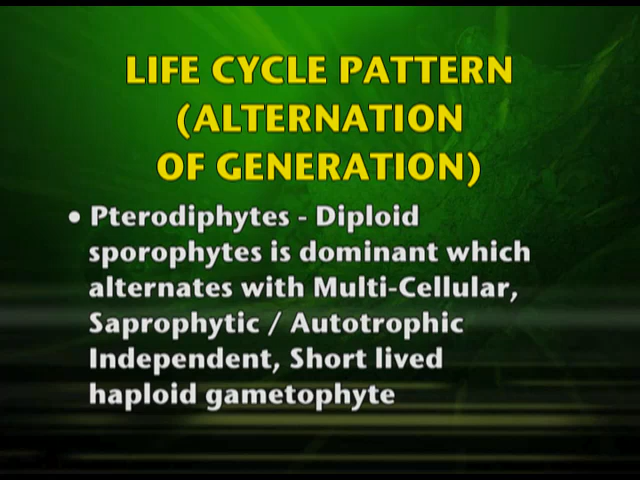 LIFE CYCLE PATTERN
(ALTERNATION
OF GENERATION)
• Pterodiphytes - Diploid
sporophytes is dominant which
alternates with Multi-Cellular,
Saprophytic / Autotrophic
Independent, Short lived
haploid gametophyte